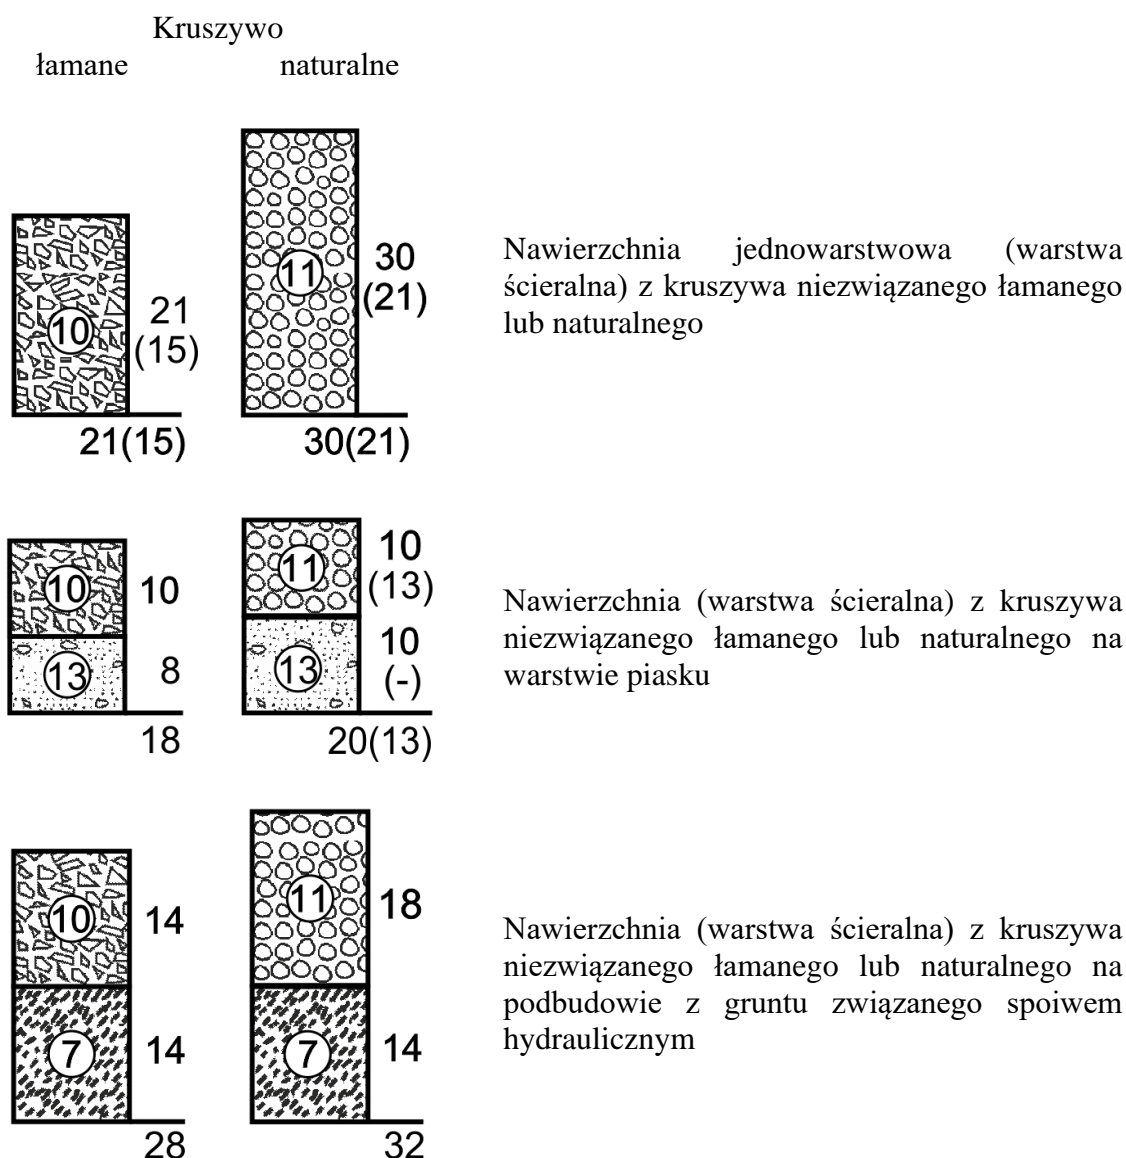 Kruszywo
łamane naturalne
10
21
(15)
21(15)
11
30
(21)
30(21)
Nawierzchnia jednowarstwowa (warstwa
ścieralna) z kruszywa niezwiązanego łamanego
lub naturalnego
10
10
13
8
18
11
10
(13)
13
10
(-)
20(13)
Nawierzchnia (warstwa ścieralna) z kruszywa
niezwiązanego łamanego lub naturalnego na
warstwie piasku
10
14
7
14
28
11
18
7
14
32
Nawierzchnia (warstwa ścieralna) z kruszywa
niezwiązanego łamanego lub naturalnego na
podbudowie z gruntu związanego spoiwem
hydraulicznym